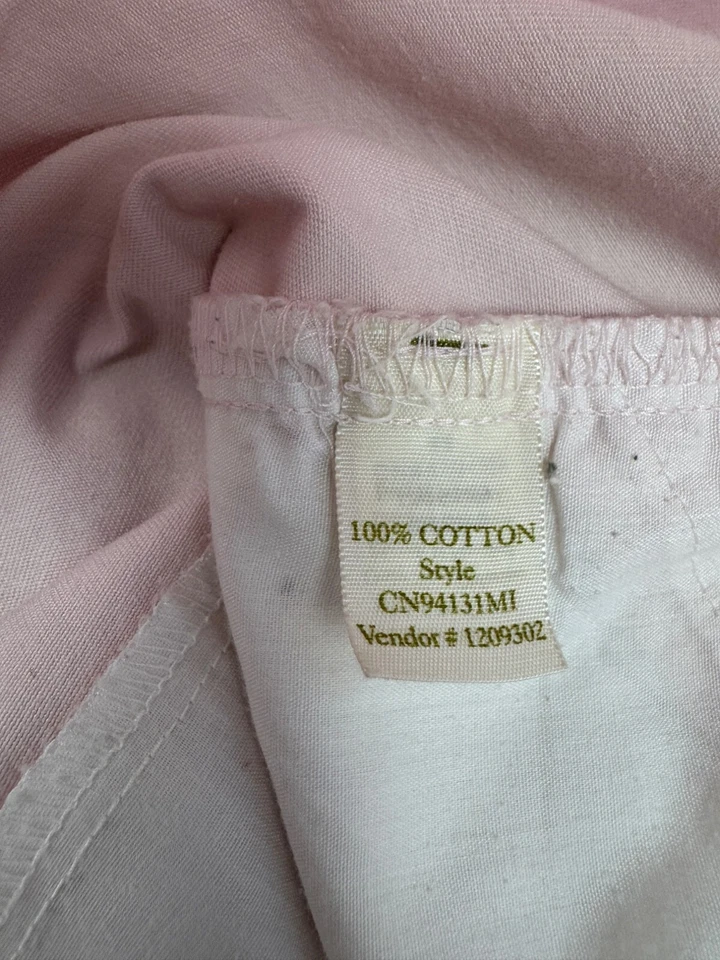 100% COTTON
Style
CN94131MI
Vendor # 1209302